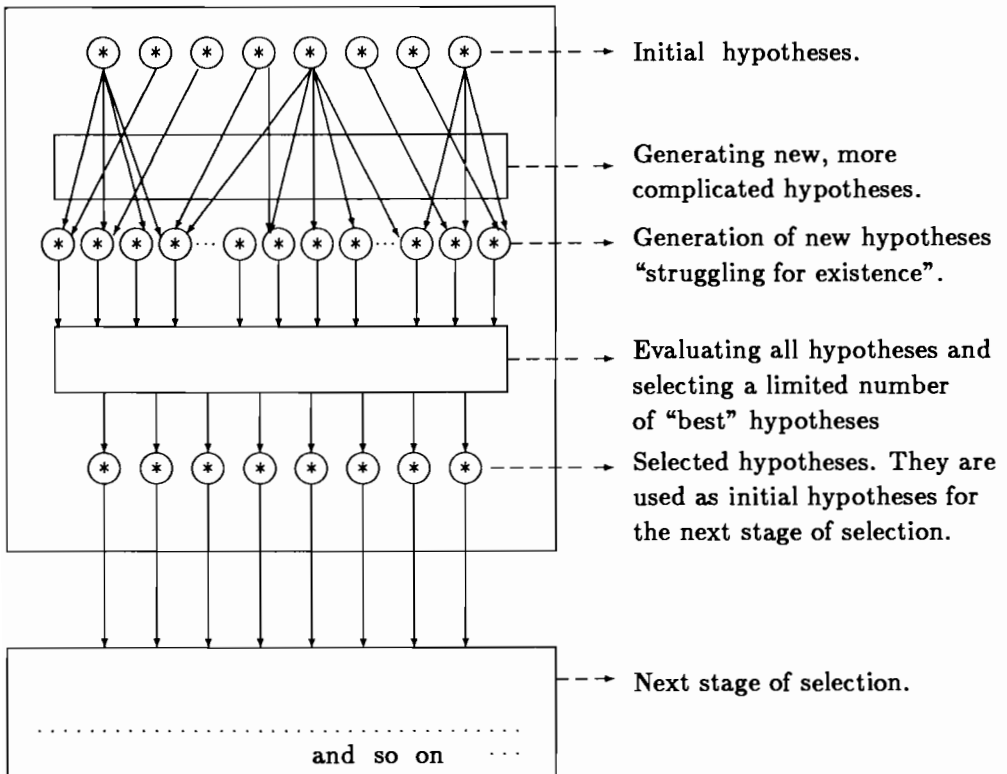 * * * * * * * *
Initial hypotheses.
Generating new, more
complicated hypotheses.
* * * * ... * * * * ... * * *
Generation of new hypotheses
“struggling for existence”.
Evaluating all hypotheses and
selecting a limited number
of “best” hypotheses
* * * * * * * *
Selected hypotheses. They are
used as initial hypotheses for
the next stage of selection.
Next stage of selection.
and so on ...